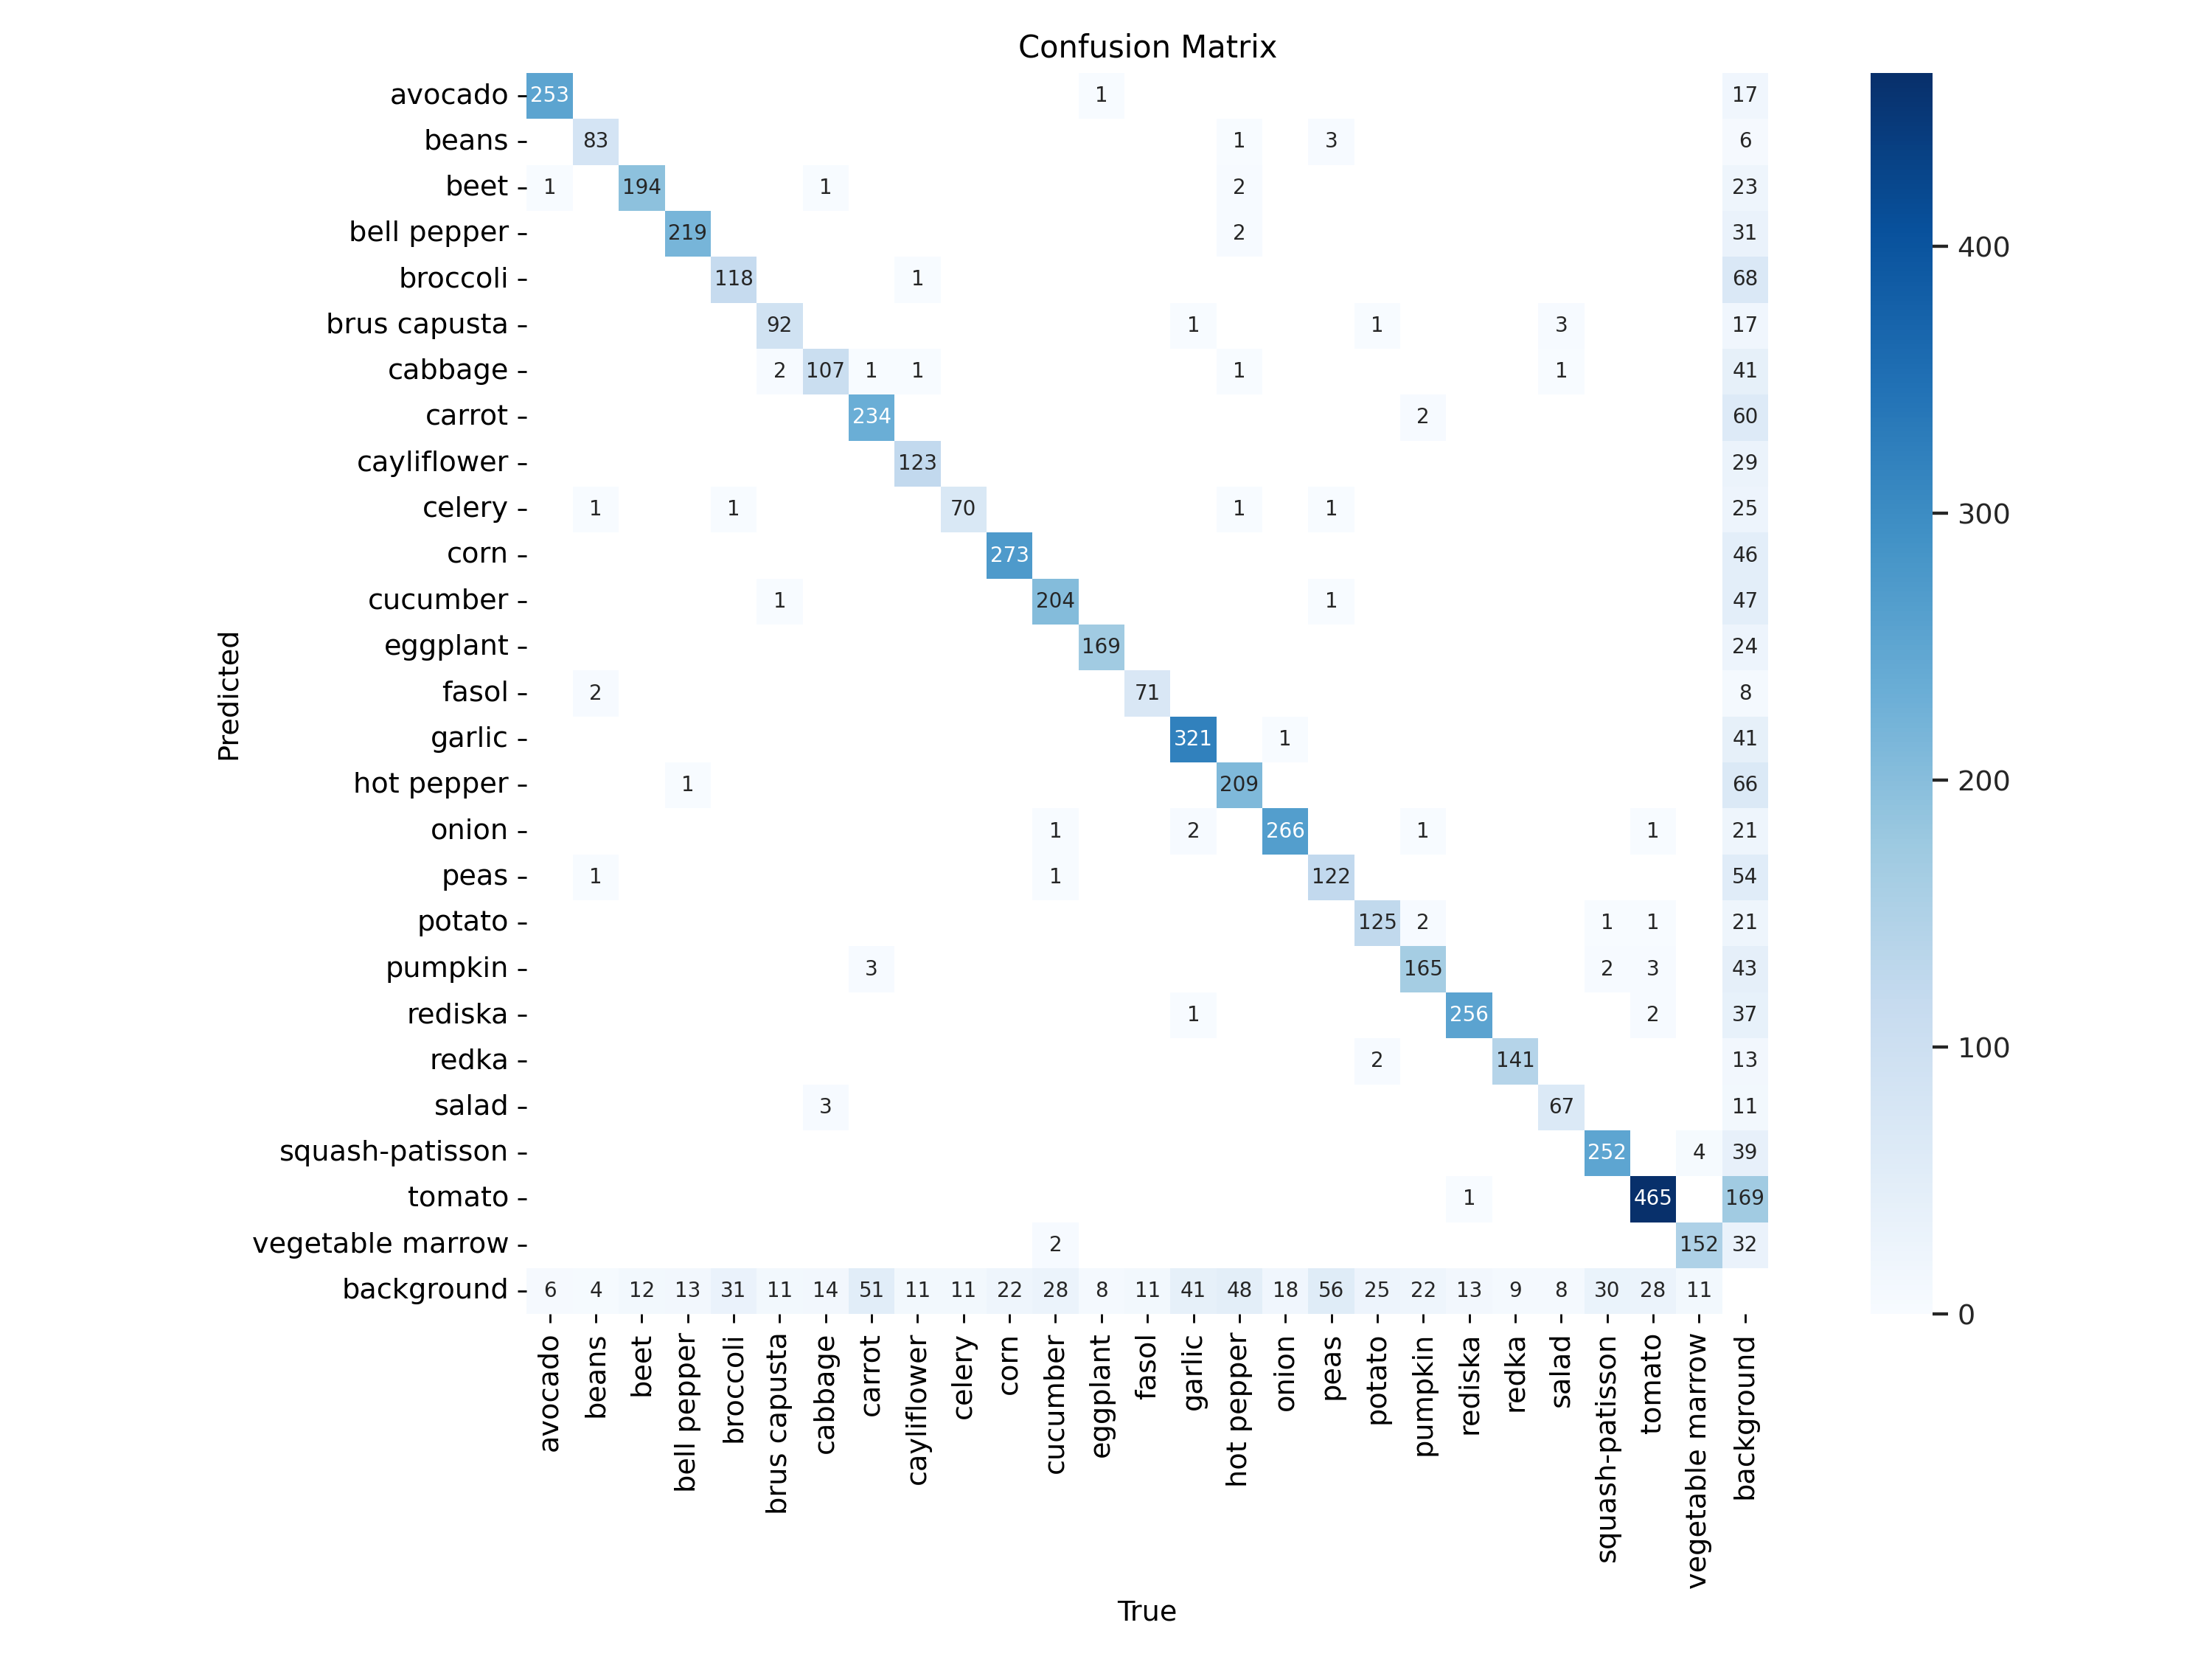 Confusion Matrix
avocado 253 1 17
beans 83 1 3 6
beet 1 194 1 2 23
bell pepper 219 2 31
400
broccoli 118 1 68
brus capusta 92 1 1 3 17
cabbage 2 107 1 1 1 1 41
carrot 234 2 60
cayliflower 123 29
celery 1 1 70 1 1 25
300
corn 273 46
cucumber 1 204 1 47
eggplant 169 24
Predicted
fasol 2 71 8
garlic 321 1 41
hot pepper 1 209 66
200
onion 1 2 266 1 1 21
peas 1 1 122 54
potato 125 2 1 1 21
pumpkin 3 165 2 3 43
rediska 1 256 2 37
redka 2 141 13
100
salad 3 67 11
squash-patisson 252 4 39
tomato 1 465 169
vegetable marrow 2 152 32
background 6 4 12 13 31 11 14 51 11 11 22 28 8 11 41 48 18 56 25 22 13 9 8 30 28 11
0
avocado
beans
beet
bell pepper
broccoli
brus capusta
cabbage
carrot
cayliflower
celery
corn
cucumber
eggplant
fasol
garlic
hot pepper
onion
peas
potato
pumpkin
rediska
redka
salad
squash-patisson
tomato
vegetable marrow
background
True